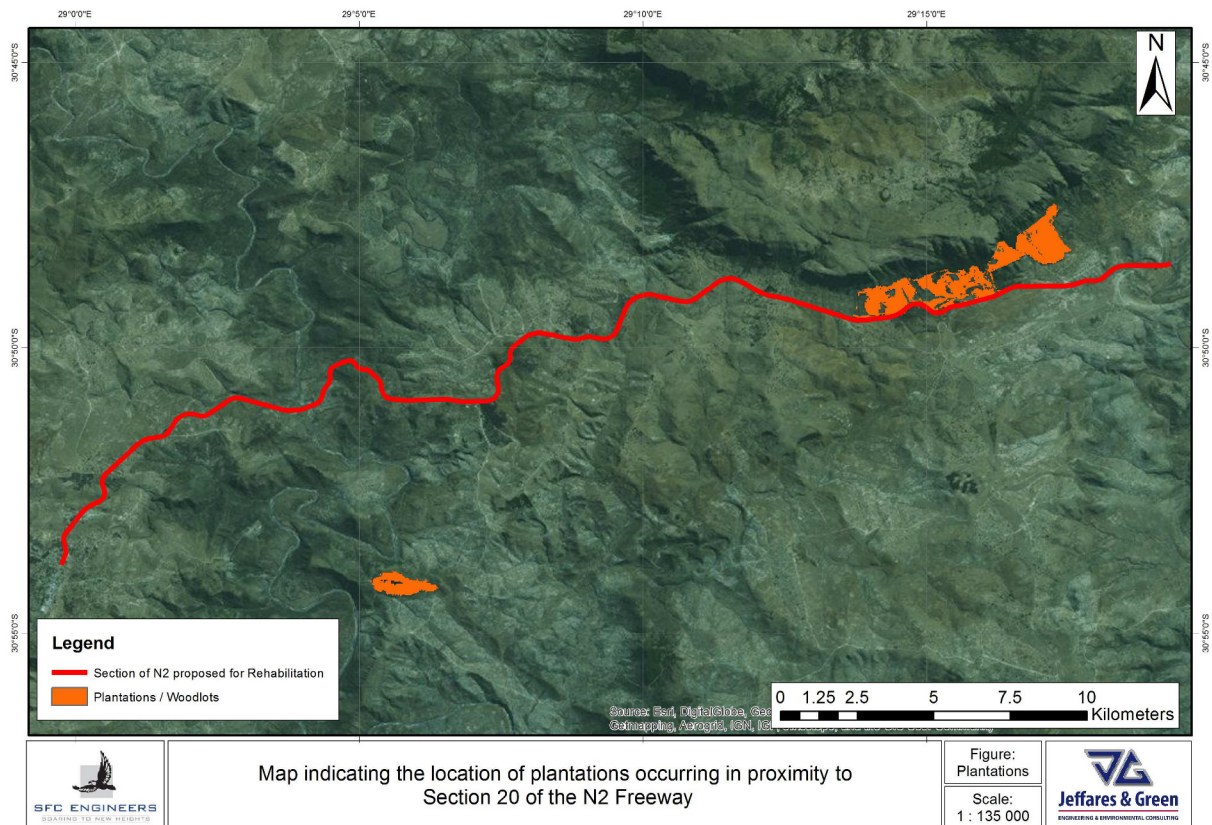 29°0'0"E
29°5'0"E
29°10'0"E
29°15'0"E
30°45'0"S
30°45'0"S
N
30°50'0"S
30°50'0"S
30°55'0"S
30°55'0"S
Legend
Section of N2 proposed for Rehabilitation
Plantations / Woodlots
0 1.25 2.5 5 7.5 10
Kilometers
Source: Esri, DigitalGlobe,
Getmapping, Aerogrid, IGN,
SFC ENGINEERS
SOARING TO NEW HEIGHTS
Map indicating the location of plantations occurring in proximity to
Section 20 of the N2 Freeway
Figure:
Plantations
Scale:
1 : 135 000
JG
Jeffares & Green
ENGINEERING & ENVIRONMENTAL CONSULTING